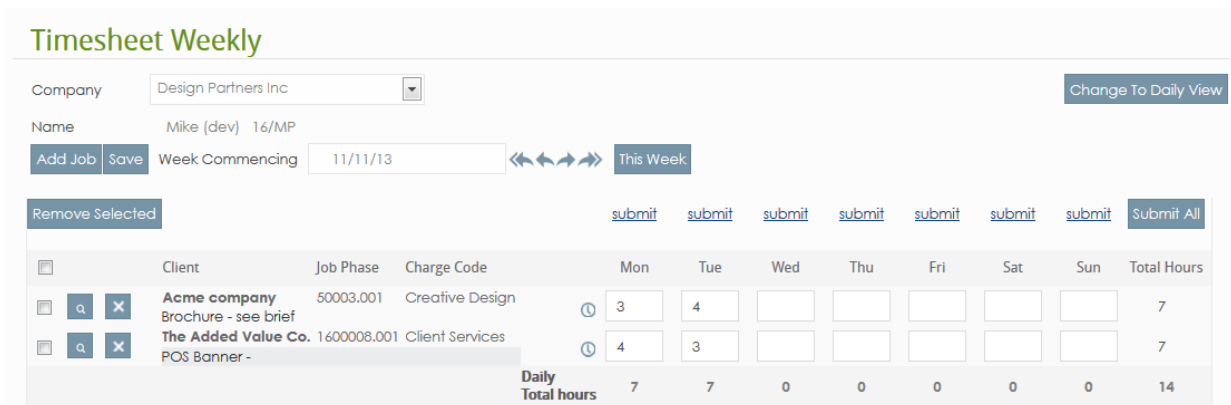 Timesheet Weekly
Company Design Partners Inc Change To Daily View
Name Mike (dev) 16/MP
Add Job Save Week Commencing 11/11/13 This Week
Remove Selected submit submit submit submit submit submit submit Submit All
Client Job Phase Charge Code Mon Tue Wed Thu Fri Sat Sun Total Hours
Acme company 50003.001 Creative Design 3 4 7
Brochure - see brief
The Added Value Co. 1600008.001 Client Services 4 3 7
POS Banner -
Daily
Total hours 7 7 0 0 0 0 0 14